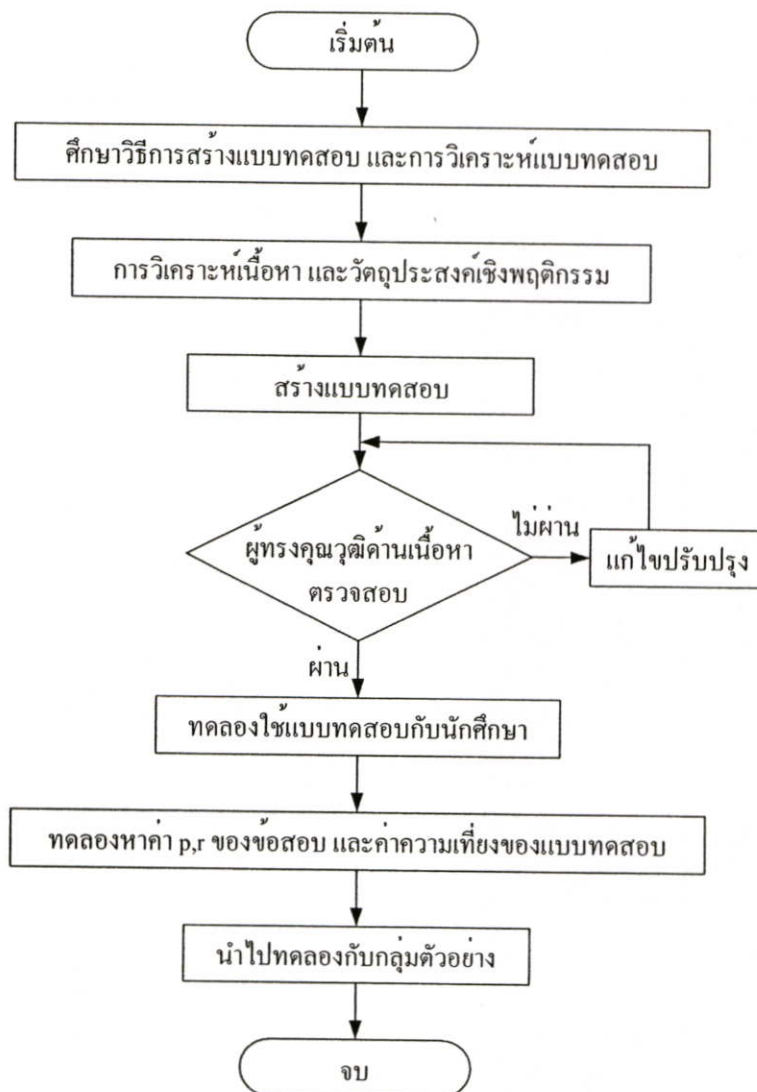 เริ่มต้น
ศึกษาวิธีการสร้างแบบทดสอบ และการวิเคราะห์แบบทดสอบ
การวิเคราะห์เนื้อหา และวัตถุประสงค์เชิงพฤติกรรม
สร้างแบบทดสอบ
ผู้ทรงคุณวุฒิด้านเนื้อหา
ตรวจสอบ
ไม่ผ่าน
แก้ไขปรับปรุง
ผ่าน
ทดลองใช้แบบทดสอบกับนักศึกษา
ทดลองหาค่า p,r ของข้อสอบ และค่าความเที่ยงของแบบทดสอบ
นำไปทดลองกับกลุ่มตัวอย่าง
จบ